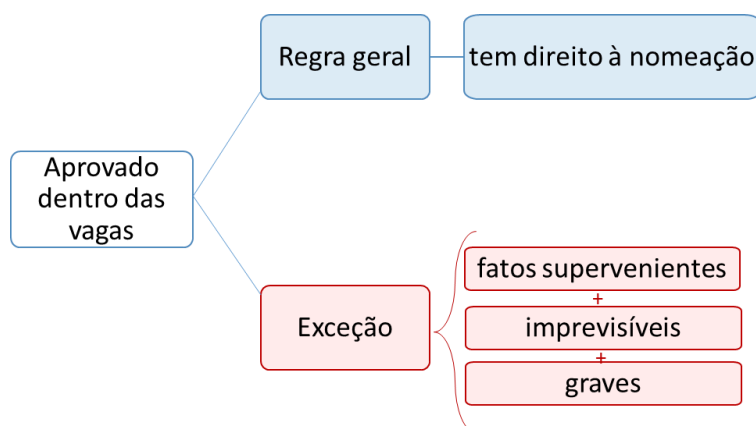 Regra geral
tem direito à nomeação
Aprovado
dentro das
vagas
Exceção
fatos supervenientes
+
imprevisíveis
+
graves